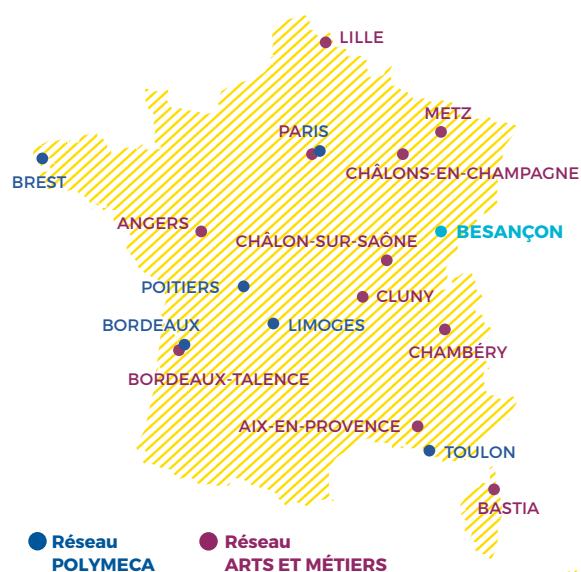 LILLE
METZ
PARIS
CHÂLONS-EN-CHAMPAGNE
BREST
ANGERS
BESANÇON
CHÂLON-SUR-SAÔNE
POITIERS
CLUNY
BORDEAUX
LIMOGES
CHAMBÉRY
BORDEAUX-TALENCE
AIX-EN-PROVENCE
TOULON
BASTIA
Réseau
POLYMECA
Réseau
ARTS ET MÉTIERS